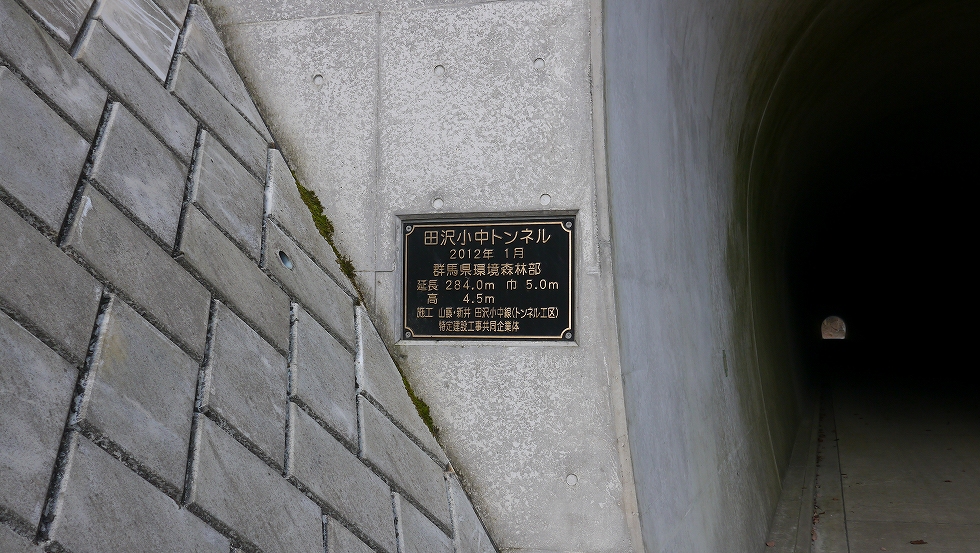 田沢小中トンネル
2012年 1月
群馬県環境森林部
延長 284.0m 巾 5.0m
高 4.5m
施工 山藤・新井 田沢小中線(トンネル工区)
特定建設工事共同企業体